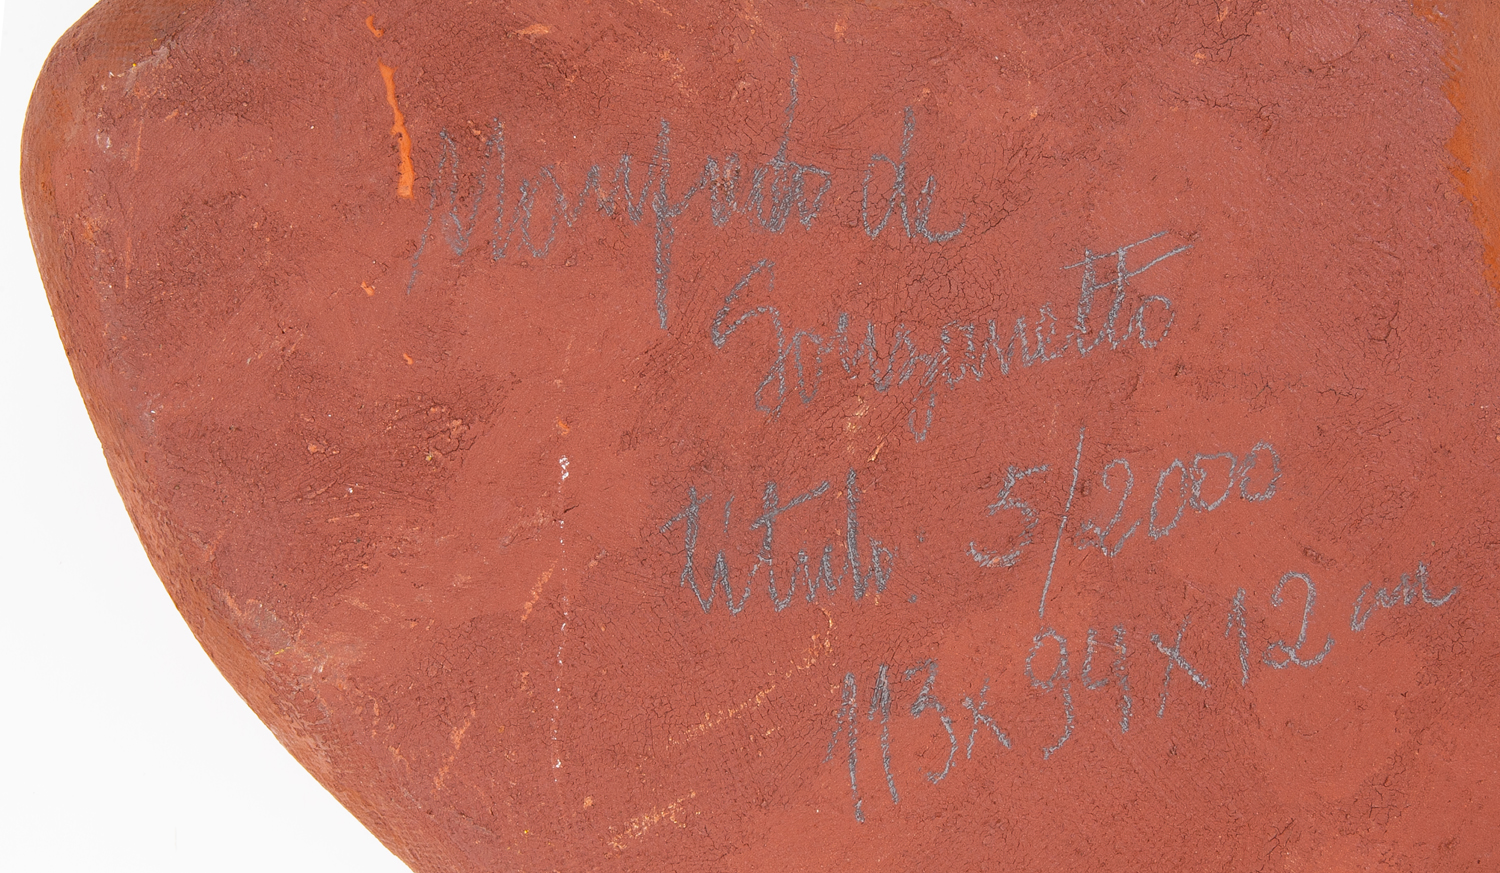 Manfredo de
Souzanetto
título. 5/2000
113 x 94 x 12 cm